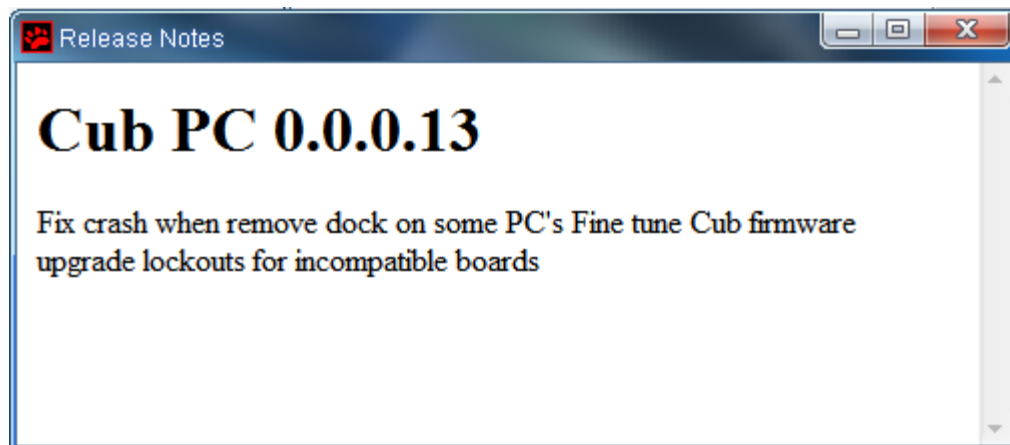 Release Notes
Cub PC 0.0.0.13
Fix crash when remove dock on some PC's Fine tune Cub firmware
upgrade lockouts for incompatible boards